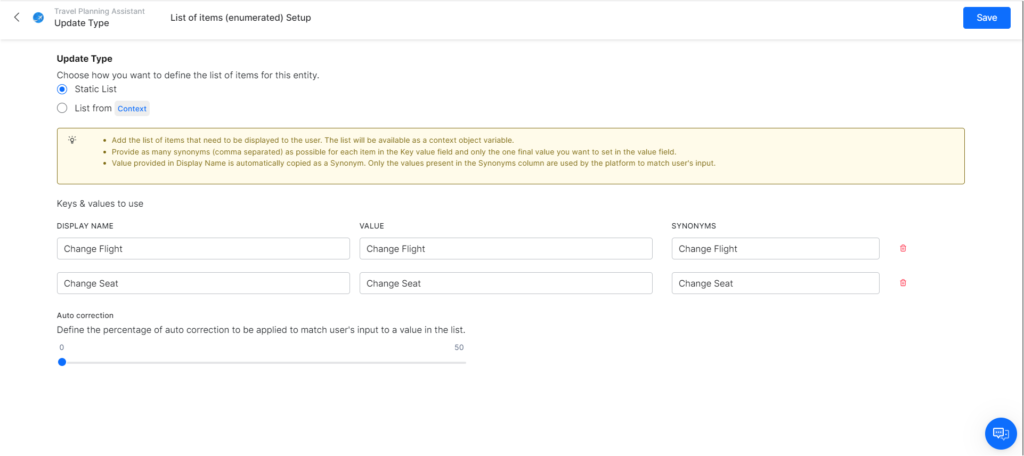 Travel Planning Assistant
Update Type
List of items (enumerated) Setup
Save
Update Type
Choose how you want to define the list of items for this entity.
Static List
List from Context
Add the list of items that need to be displayed to the user. The list will be available as a context object variable.
Provide as many synonyms (comma separated) as possible for each item in the Key value field and only the one final value you want to set in the value field.
Value provided in Display Name is automatically copied as a Synonym. Only the values present in the Synonyms column are used by the platform to match user's input.
Keys & values to use
DISPLAY NAME VALUE SYNONYMS
Change Flight Change Flight Change Flight
Change Seat Change Seat Change Seat
Auto correction
Define the percentage of auto correction to be applied to match user's input to a value in the list.
0 50